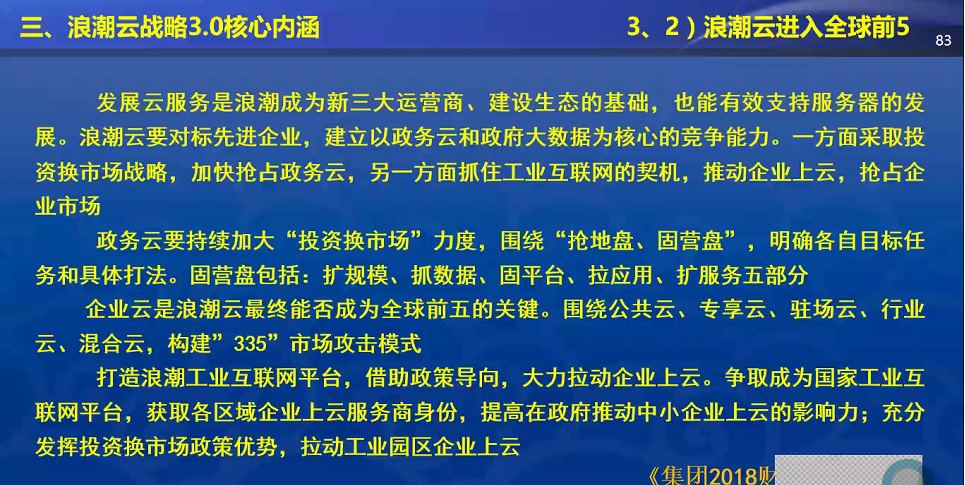 三、浪潮云战略3.0核心内涵
3、2）浪潮云进入全球前5
83
发展云服务是浪潮成为新三大运营商、建设生态的基础，也能有效支持服务器的发
展。浪潮云要对标先进企业，建立以政务云和政府大数据为核心的竞争能力。一方面采取投
资换市场战略，加快抢占政务云，另一方面抓住工业互联网的契机，推动企业上云，抢占企
业市场
政务云要持续加大“投资换市场”力度，围绕“抢地盘、固营盘”，明确各自目标任
务和具体打法。固营盘包括：扩规模、抓数据、固平台、拉应用、扩服务五部分
企业云是浪潮云最终能否成为全球前五的关键。围绕公共云、专享云、驻场云、行业
云、混合云，构建”335”市场攻击模式
打造浪潮工业互联网平台，借助政策导向，大力拉动企业上云。争取成为国家工业互
联网平台，获取各区域企业上云服务商身份，提高在政府推动中小企业上云的影响力；充分
发挥投资换市场政策优势，拉动工业园区企业上云
《集团2018财